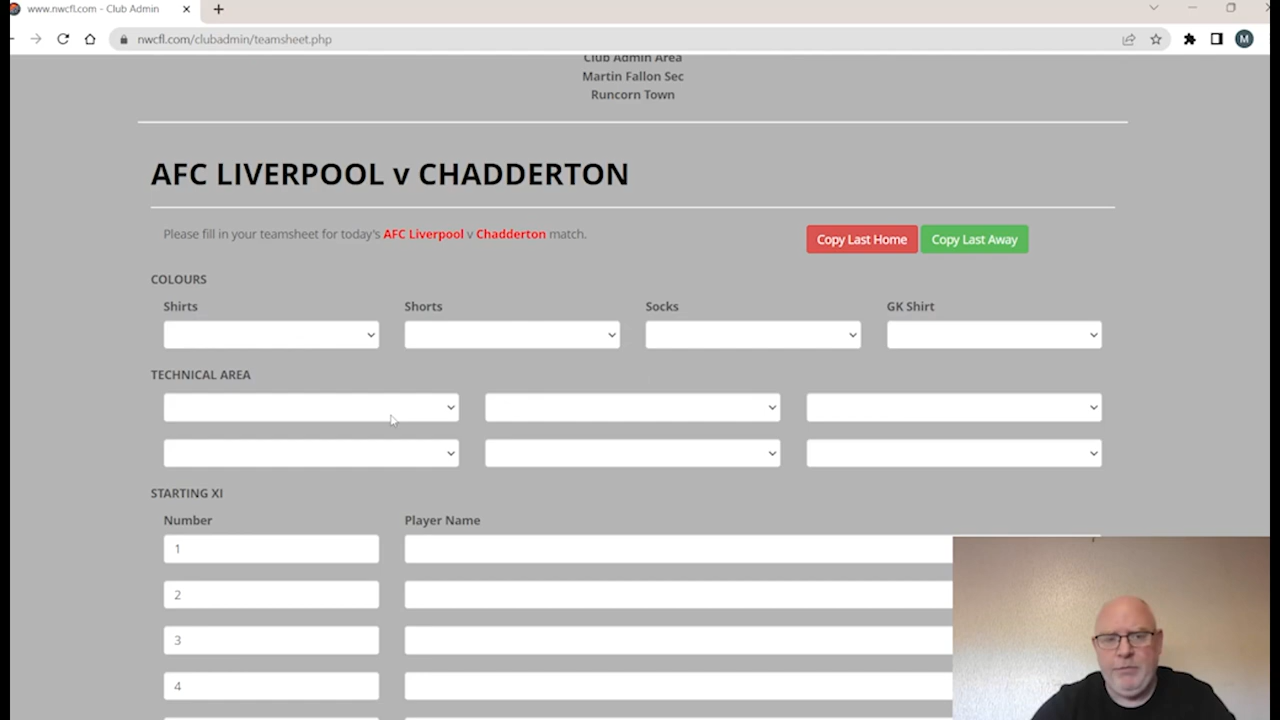 www.nwcfl.com - Club Admin
nwcfl.com/clubadmin/teamsheet.php
M
Club Admin Area
Martin Fallon Sec
Runcorn Town
AFC LIVERPOOL v CHADDERTON
Please fill in your teamsheet for today's AFC Liverpool v Chadderton match.
Copy Last Home
Copy Last Away
COLOURS
Shirts
Shorts
Socks
GK Shirt
TECHNICAL AREA
STARTING XI
Number
Player Name
1
2
3
4